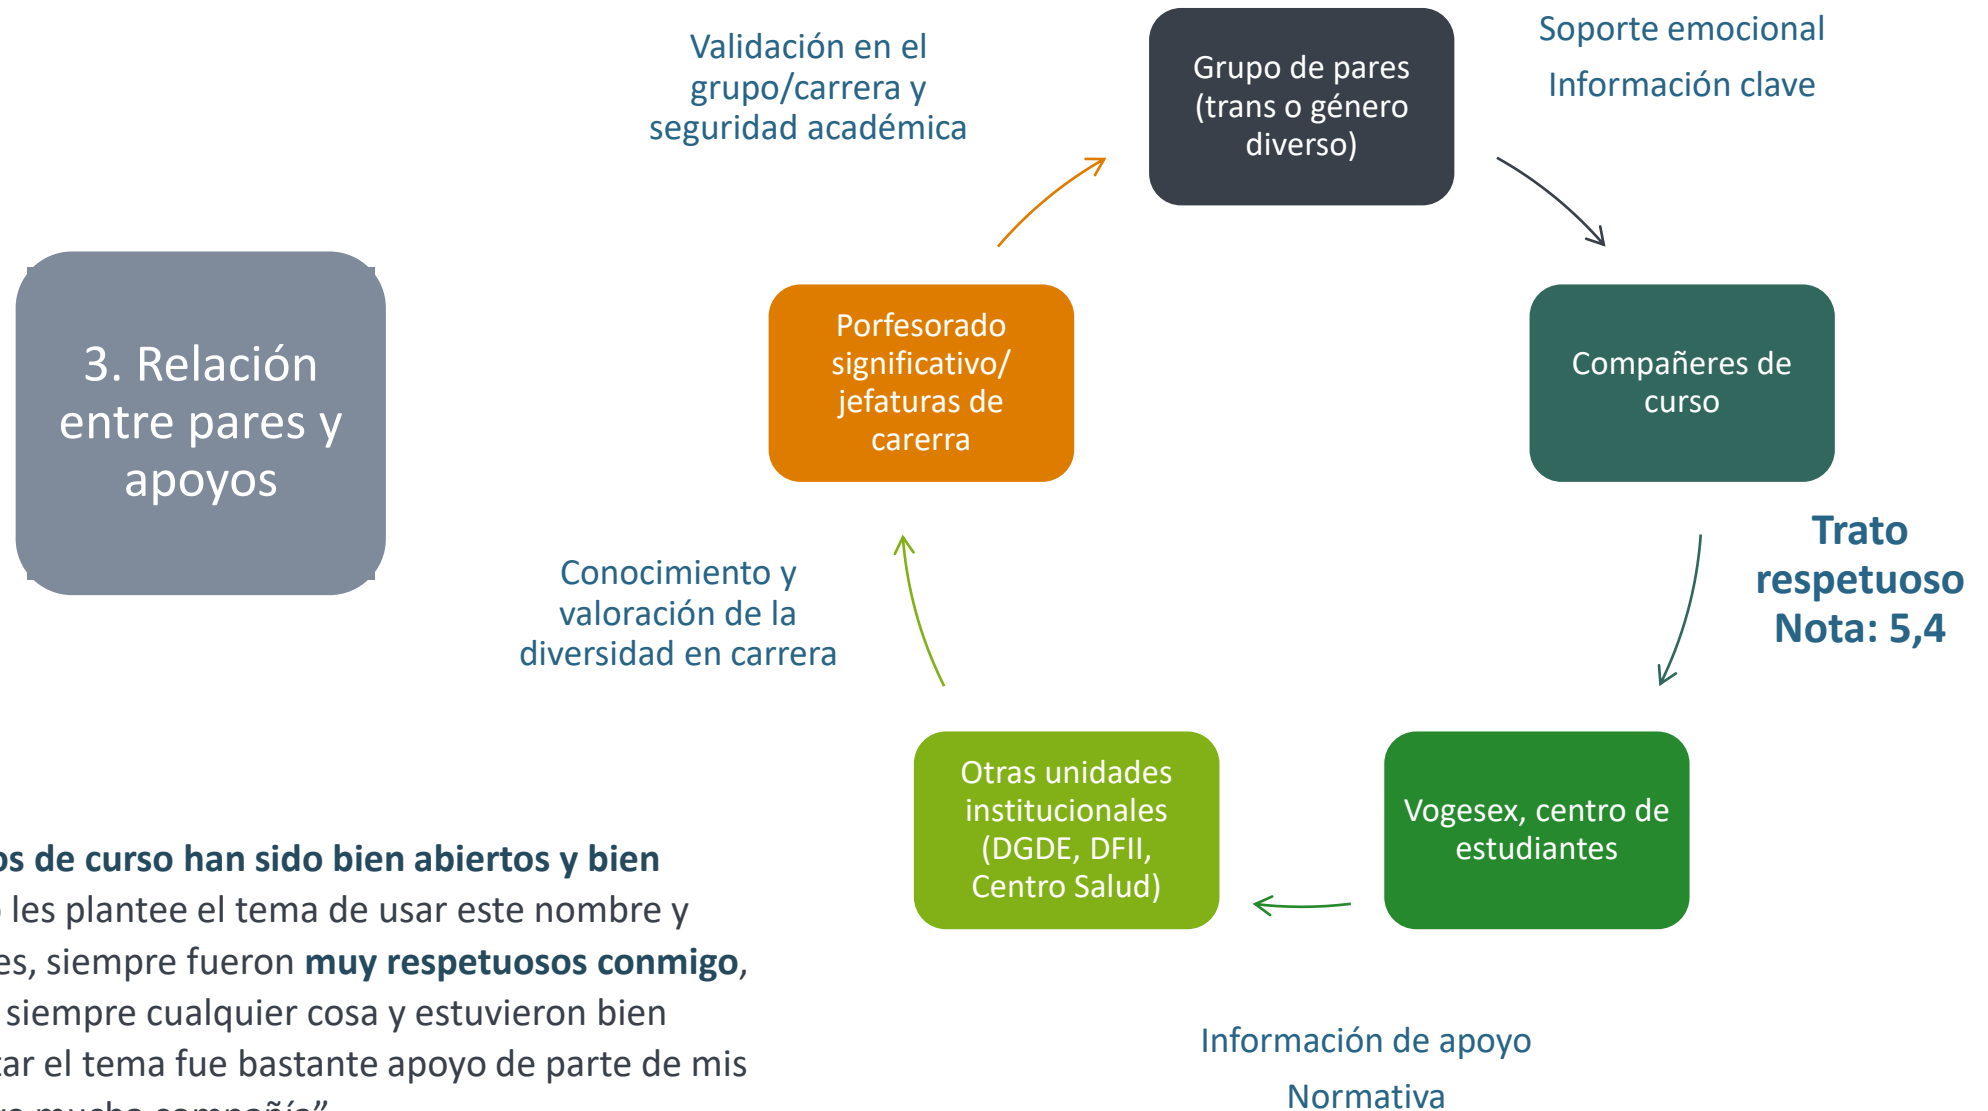 3. Relación
entre pares y
apoyos
Validación en el
grupo/carrera y
seguridad académica
Grupo de pares
(trans o género
diverso)
Soporte emocional
Información clave
Porfesorado
significativo/
jefaturas de
carerra
Compañeres de
curso
Trato
respetuoso
Nota: 5,4
Conocimiento y
valoración de la
diversidad en carrera
Otras unidades
institucionales
(DGDE, DFII,
Centro Salud)
Vogesex, centro de
estudiantes
Información de apoyo
Normativa
de curso han sido bien abiertos y bien
les plantee el tema de usar este nombre y
siempre fueron muy respetuosos conmigo,
siempre cualquier cosa y estuvieron bien
el tema fue bastante apoyo de parte de mis
mucha compañía”